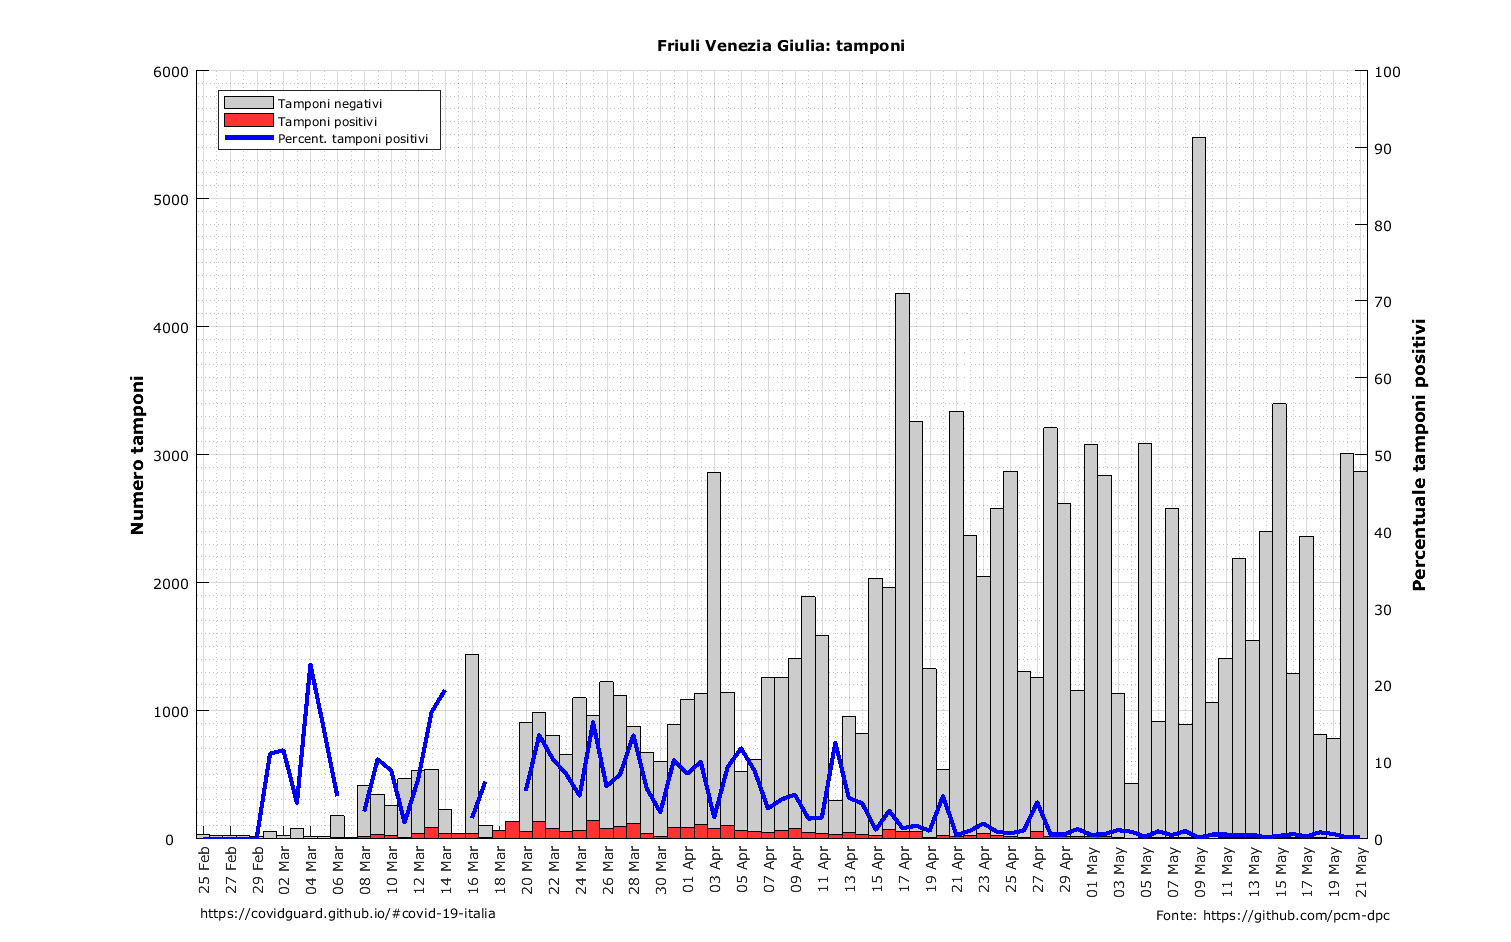 Friuli Venezia Giulia: tamponi
Tamponi negativi
Tamponi positivi
Percent. tamponi positivi
Numero tamponi
6000
5000
4000
3000
2000
1000
0
Percentuale tamponi positivi
100
90
80
70
60
50
40
30
20
10
0
25 Feb
27 Feb
29 Feb
02 Mar
04 Mar
06 Mar
08 Mar
10 Mar
12 Mar
14 Mar
16 Mar
18 Mar
20 Mar
22 Mar
24 Mar
26 Mar
28 Mar
30 Mar
01 Apr
03 Apr
05 Apr
07 Apr
09 Apr
11 Apr
13 Apr
15 Apr
17 Apr
19 Apr
21 Apr
23 Apr
25 Apr
27 Apr
29 Apr
01 May
03 May
05 May
07 May
09 May
11 May
13 May
15 May
17 May
19 May
21 May
https://covidguard.github.io/#covid-19-italia
Fonte: https://github.com/pcm-dpc